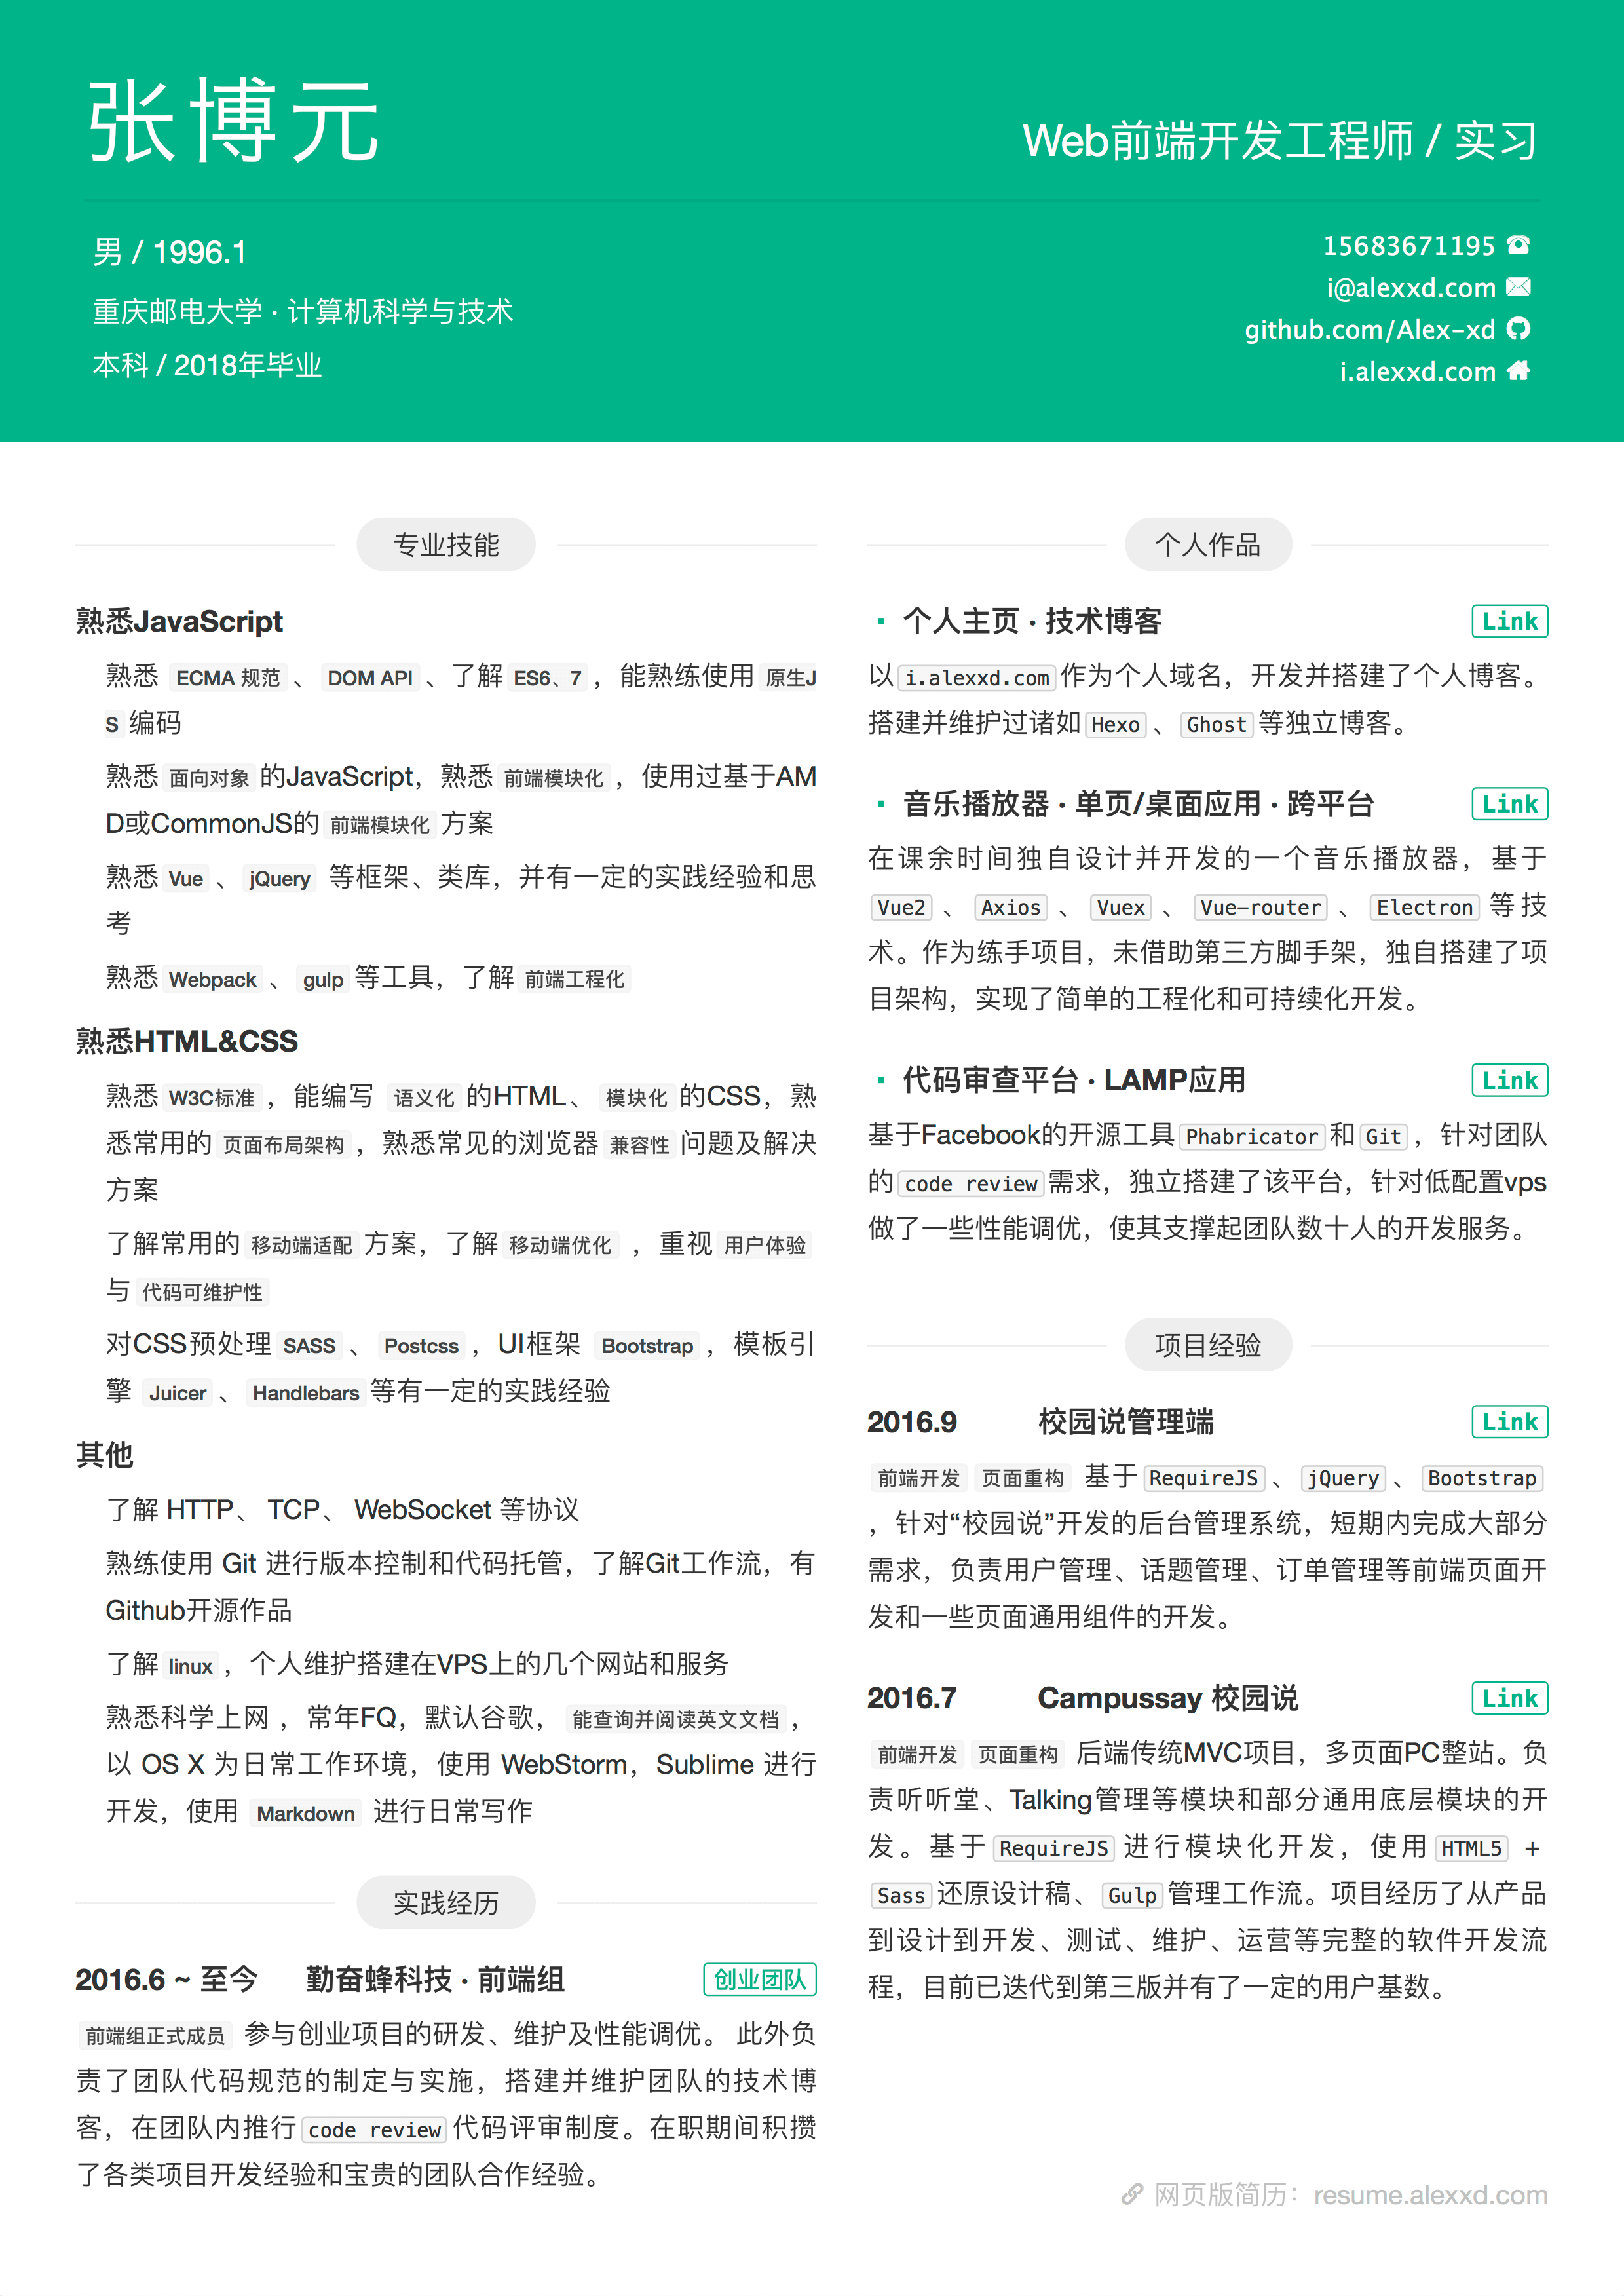 张博元
Web前端开发工程师 / 实习
男 / 1996.1
重庆邮电大学 · 计算机科学与技术
本科 / 2018年毕业
15683671195
i@alexxd.com
github.com/Alex-xd
i.alexxd.com
专业技能
熟悉JavaScript
熟悉 ECMA 规范 、 DOM API 、了解 ES6、7 ，能熟练使用 原生J
S 编码
熟悉 面向对象 的JavaScript，熟悉 前端模块化 ，使用过基于AM
D或CommonJS的 前端模块化 方案
熟悉 Vue 、 jQuery 等框架、类库，并有一定的实践经验和思
考
熟悉 Webpack 、 gulp 等工具，了解 前端工程化
熟悉HTML&CSS
熟悉 W3C标准 ，能编写 语义化 的HTML、 模块化 的CSS，熟
悉常用的 页面布局架构 ，熟悉常见的浏览器 兼容性 问题及解决
方案
了解常用的 移动端适配 方案，了解 移动端优化 ，重视 用户体验
与 代码可维护性
对CSS预处理 SASS 、 Postcss ，UI框架 Bootstrap ，模板引
擎 Juicer 、 Handlebars 等有一定的实践经验
其他
了解 HTTP、 TCP、 WebSocket 等协议
熟练使用 Git 进行版本控制和代码托管，了解Git工作流，有
Github开源作品
了解 linux ，个人维护搭建在VPS上的几个网站和服务
熟悉科学上网 ，常年FQ，默认谷歌， 能查询并阅读英文文档 ，
以 OS X 为日常工作环境，使用 WebStorm，Sublime 进行
开发，使用 Markdown 进行日常写作
实践经历
2016.6 ~ 至今 勤奋蜂科技 · 前端组 创业团队
前端组正式成员 参与创业项目的研发、维护及性能调优。 此外负
责了团队代码规范的制定与实施，搭建并维护团队的技术博
客，在团队内推行 code review 代码评审制度。在职期间积攒
了各类项目开发经验和宝贵的团队合作经验。
个人作品
▪ 个人主页 · 技术博客 Link
以 i.alexxd.com 作为个人域名，开发并搭建了个人博客。
搭建并维护过诸如 Hexo 、 Ghost 等独立博客。
▪ 音乐播放器 · 单页/桌面应用 · 跨平台 Link
在课余时间独自设计并开发的一个音乐播放器，基于
Vue2 、 Axios 、 Vuex 、 Vue-router 、 Electron 等技
术。作为练手项目，未借助第三方脚手架，独自搭建了项
目架构，实现了简单的工程化和可持续化开发。
▪ 代码审查平台 · LAMP应用 Link
基于Facebook的开源工具 Phabricator 和 Git ，针对团队
的 code review 需求，独立搭建了该平台，针对低配置vps
做了一些性能调优，使其支撑起团队数十人的开发服务。
项目经验
2016.9 校园说管理端 Link
前端开发 页面重构 基于 RequireJS 、 jQuery 、 Bootstrap
，针对“校园说”开发的后台管理系统，短期内完成大部分
需求，负责用户管理、话题管理、订单管理等前端页面开
发和一些页面通用组件的开发。
2016.7 Campussay 校园说 Link
前端开发 页面重构 后端传统MVC项目，多页面PC整站。负
责听听堂、Talking管理等模块和部分通用底层模块的开
发。基于 RequireJS 进行模块化开发，使用 HTML5 +
Sass 还原设计稿、 Gulp 管理工作流。项目经历了从产品
到设计到开发、测试、维护、运营等完整的软件开发流
程，目前已迭代到第三版并有了一定的用户基数。
网页版简历：resume.alexxd.com